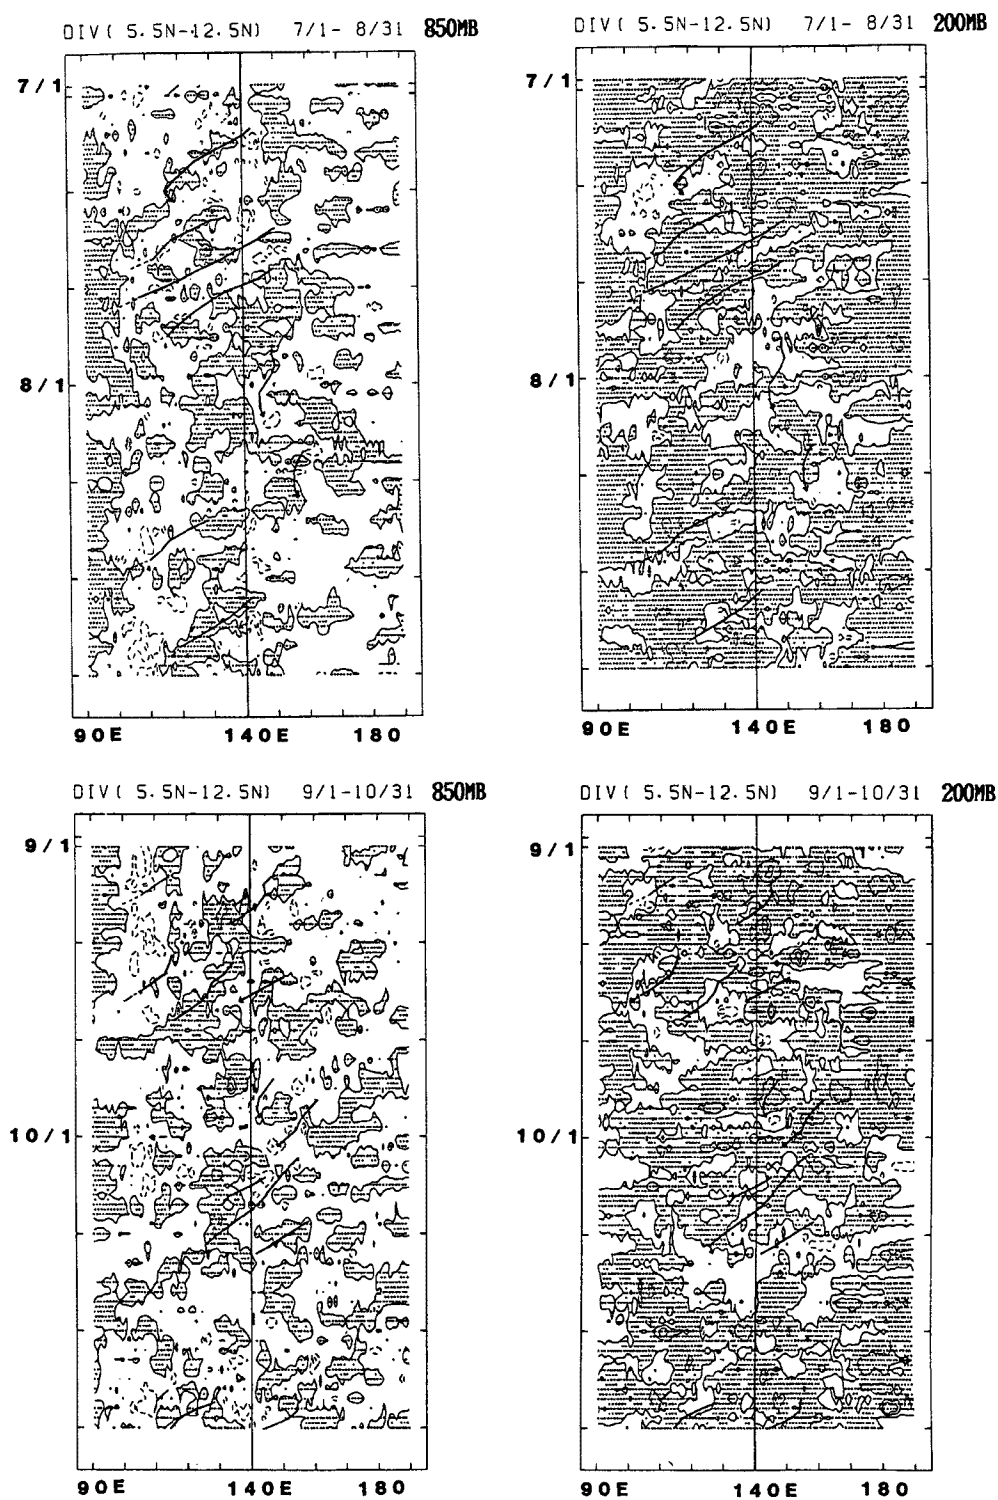 DIV( 5.5N-12.5N) 7/1- 8/31 850MB
7/1
8/1
90E 140E 180
DIV( 5.5N-12.5N) 7/1- 8/31 200MB
7/1
8/1
90E 140E 180
DIV( 5.5N-12.5N) 9/1-10/31 850MB
9/1
10/1
90E 140E 180
DIV( 5.5N-12.5N) 9/1-10/31 200MB
9/1
10/1
90E 140E 180